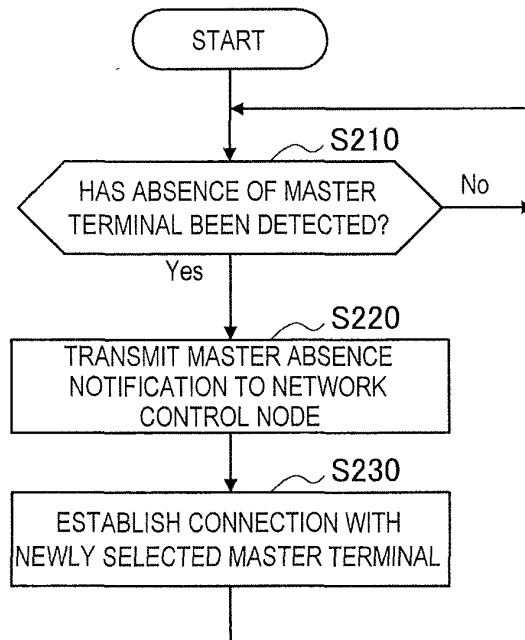 START
S210
HAS ABSENCE OF MASTER
TERMINAL BEEN DETECTED?
No
Yes
S220
TRANSMIT MASTER ABSENCE
NOTIFICATION TO NETWORK
CONTROL NODE
S230
ESTABLISH CONNECTION WITH
NEWLY SELECTED MASTER TERMINAL